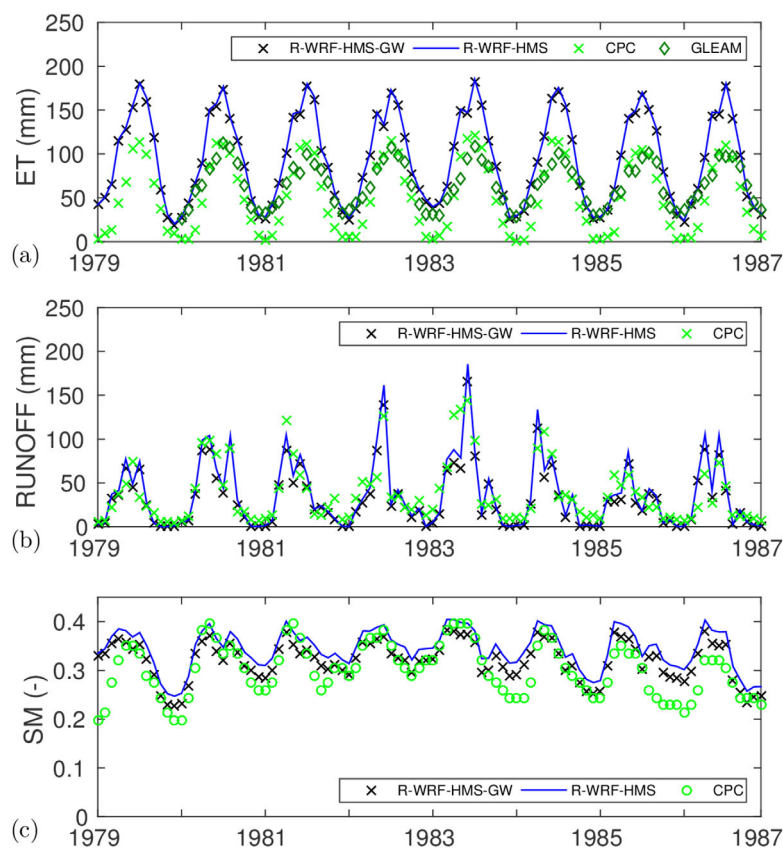 R-WRF-HMS-GW R-WRF-HMS CPC GLEAM
250
200
150
100
50
0
ET (mm)
(a)
1979 1981 1983 1985 1987
R-WRF-HMS-GW R-WRF-HMS CPC
250
200
150
100
50
0
RUNOFF (mm)
(b)
1979 1981 1983 1985 1987
0.4
0.3
0.2
0.1
0
SM (-)
R-WRF-HMS-GW R-WRF-HMS CPC
(c)
1979 1981 1983 1985 1987